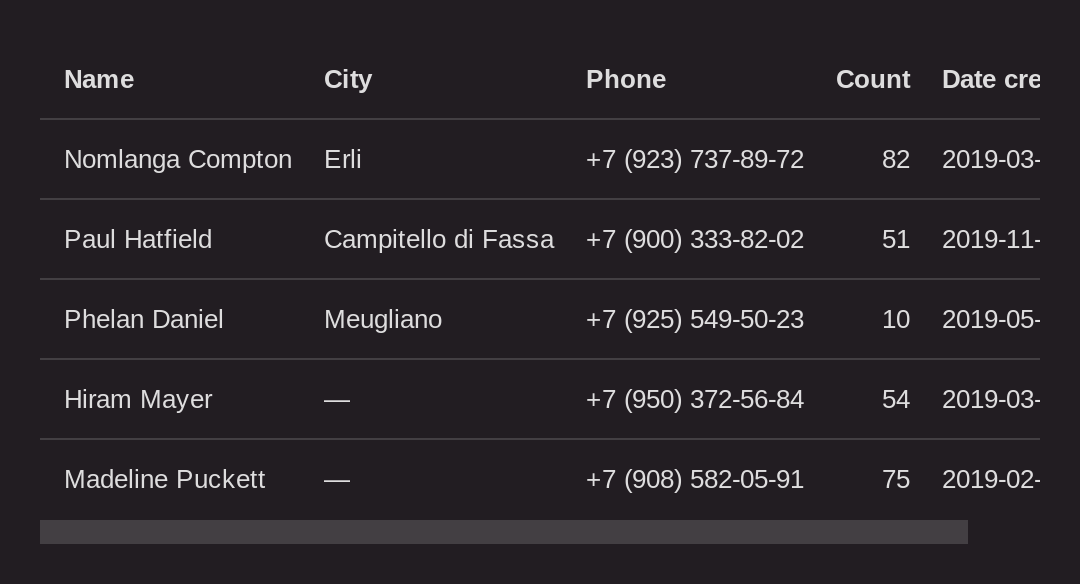 Name City Phone Count Date cre
Nomlanga Compton Erli +7 (923) 737-89-72 82 2019-03-
Paul Hatfield Campitello di Fassa +7 (900) 333-82-02 51 2019-11-
Phelan Daniel Meugliano +7 (925) 549-50-23 10 2019-05-
Hiram Mayer — +7 (950) 372-56-84 54 2019-03-
Madeline Puckett — +7 (908) 582-05-91 75 2019-02-